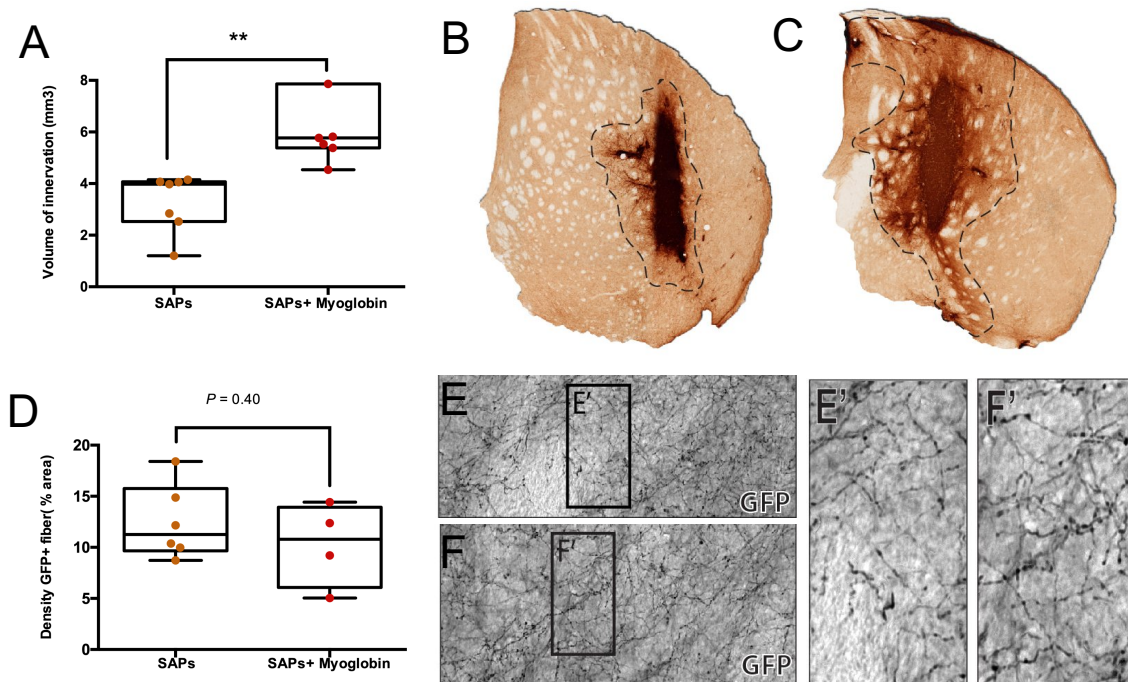 A
**
Volume of innervation (mm3)
8
6
4
2
0
SAPs
SAPs+ Myoglobin
B
C
D
P = 0.40
Density GFP+ fiber( % area)
20
15
10
5
0
SAPs
SAPs+ Myoglobin
E
E'
GFP
F
F'
GFP
E'
F'